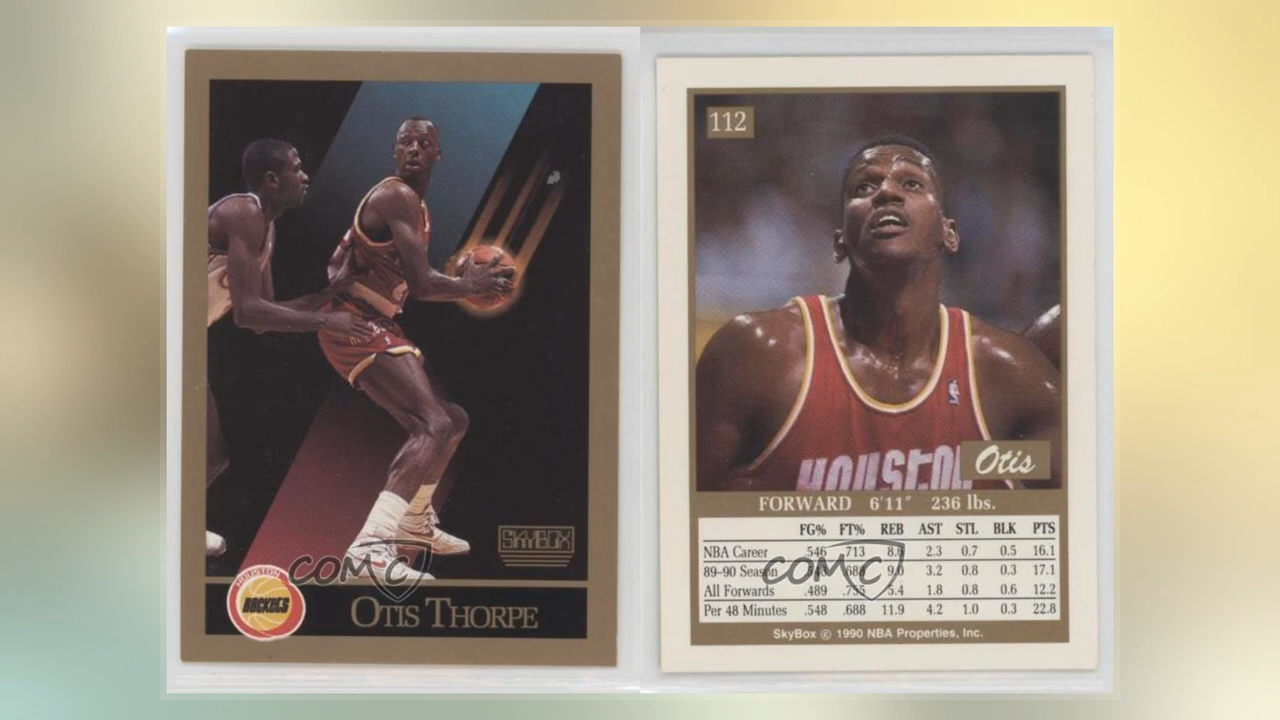 SKYBOX
COMC
HOUSTON
ROCKETS
OTIS THORPE
112
HOUSTON
Otis
FORWARD 6'11" 236 lbs.
FG% FT% REB AST STL BLK PTS
NBA Career .546 .713 2.3 0.7 0.5 16.1
89-90 Season .688 9.0 3.2 0.8 0.3 17.1
COMC
All Forwards .489 .755 5.4 1.8 0.8 0.6 12.2
Per 48 Minutes .548 .688 11.9 4.2 1.0 0.3 22.8
SkyBox © 1990 NBA Properties, Inc.